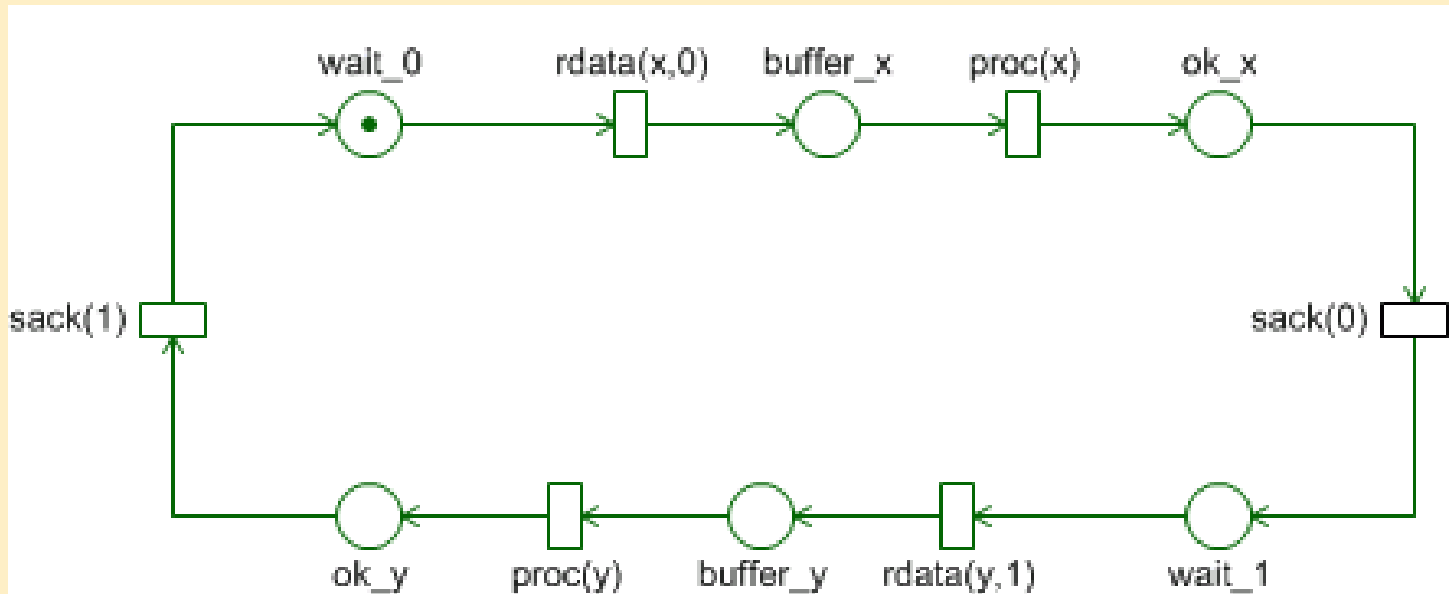 wait_0
rdata(x,0)
buffer_x
proc(x)
ok_x
sack(1)
sack(0)
ok_y
proc(y)
buffer_y
rdata(y,1)
wait_1